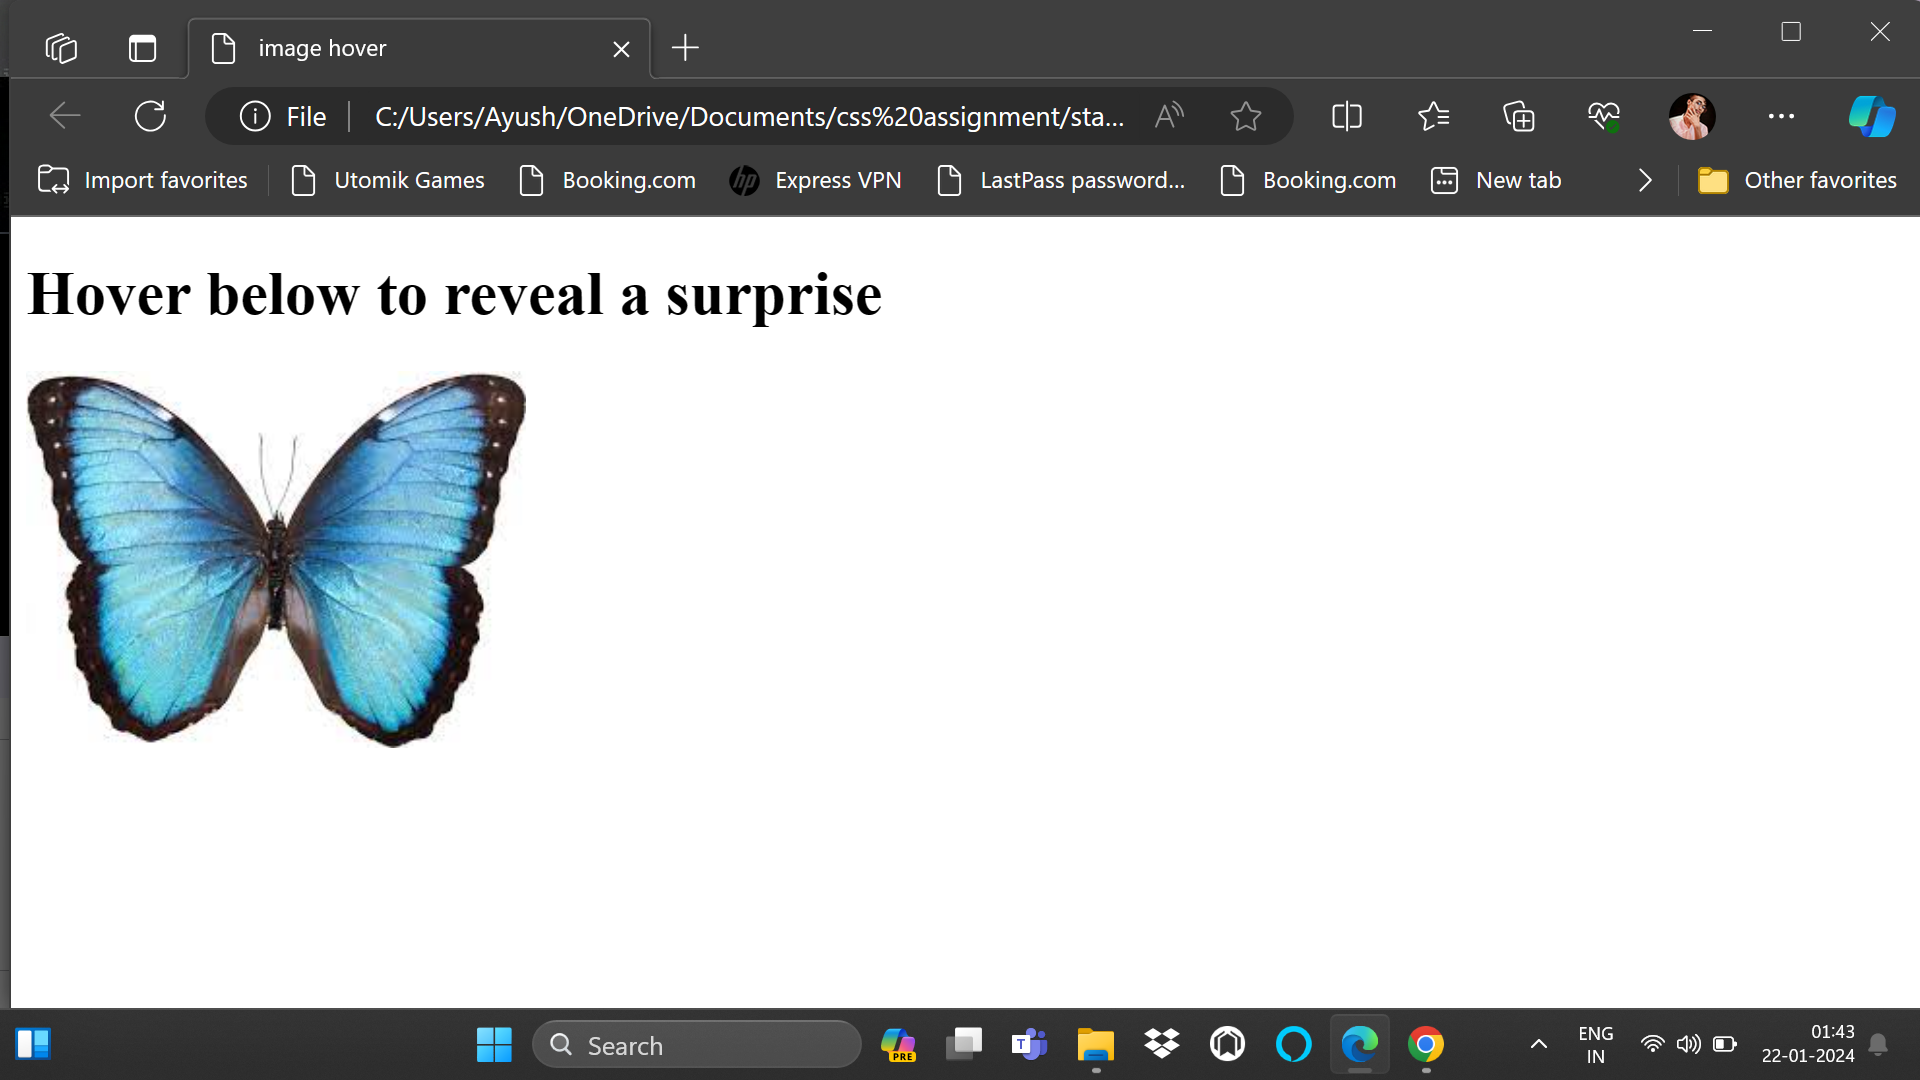 image hover
File
C:/Users/Ayush/OneDrive/Documents/css%20assignment/sta...
Import favorites
Utomik Games
Booking.com
Express VPN
LastPass password...
Booking.com
New tab
Other favorites
Hover below to reveal a surprise
Search
PRE
ENG
IN
01:43
22-01-2024